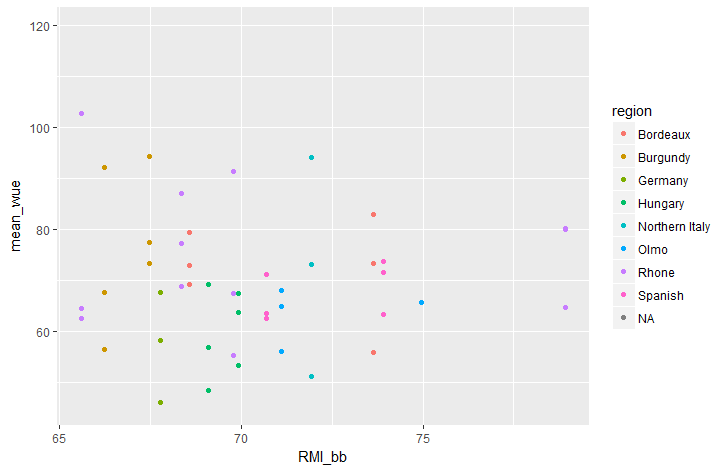 120
100
80
60
mean_wue
65
70
75
RMI_bb
region
Bordeaux
Burgundy
Germany
Hungary
Northern Italy
Olmo
Rhone
Spanish
NA